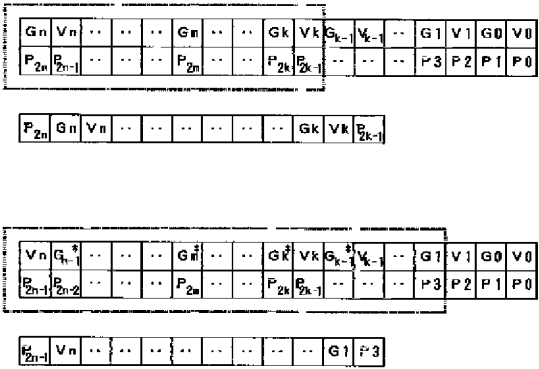 Gn Vn ・・ ・・ ・・ Gm ・・ ・・ Gk Vk Gk-1 Vk-1 ・・ G1 V1 G0 V0
P2n P2n-1 ・・ ・・ ・・ P2m ・・ ・・ P2k P2k-1 ・・ ・・ ・・ P3 P2 P1 P0
P2n Gn Vn ・・ ・・ ・・ ・・ ・・ ・・ Gk Vk P2k-1
Vn Gn-1* ・・ ・・ ・・ Gm* ・・ ・・ Gk* Vk Gk-1* Vk-1 ・・ G1 V1 G0 V0
P2n-1 P2n-2 ・・ ・・ ・・ P2m ・・ ・・ P2k P2k-1 ・・ ・・ ・・ P3 P2 P1 P0
P2n-1 Vn ・・ ・・ ・・ ・・ ・・ ・・ ・・ ・・ G1 P3